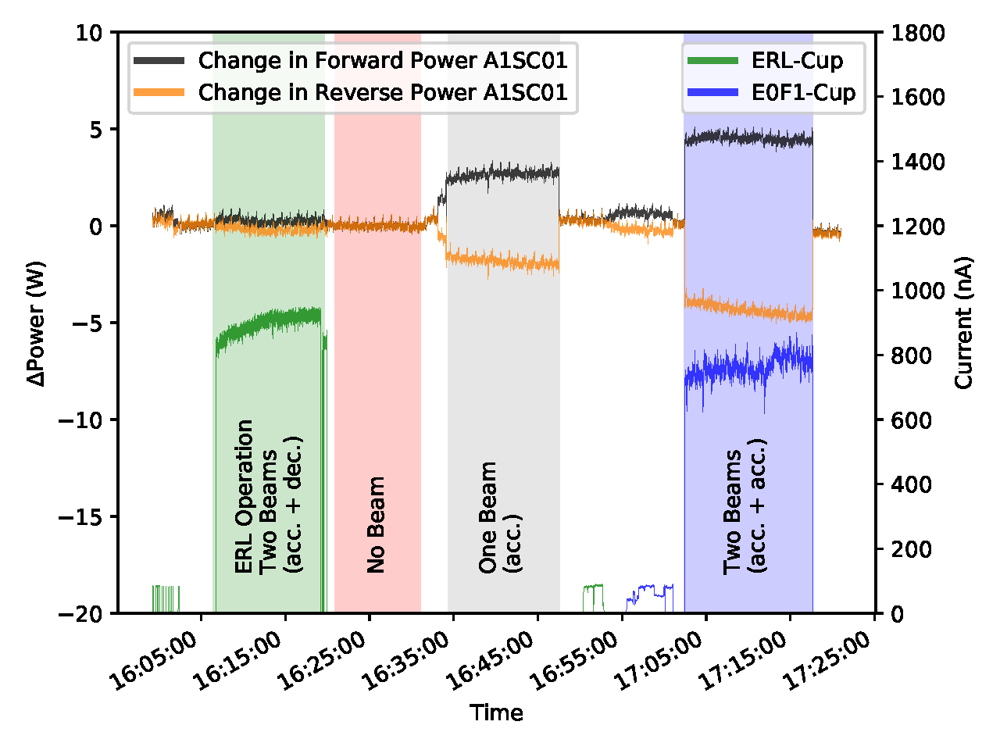 10
5
0
−5
−10
−15
−20
ΔPower (W)
Change in Forward Power A1SC01
Change in Reverse Power A1SC01
ERL-Cup
E0F1-Cup
ERL Operation
Two Beams
(acc. + dec.)
No Beam
One Beam
(acc.)
Two Beams
(acc. + acc.)
1800
1600
1400
1200
1000
800
600
400
200
0
Current (nA)
16:05:00
16:15:00
16:25:00
16:35:00
16:45:00
16:55:00
17:05:00
17:15:00
17:25:00
Time